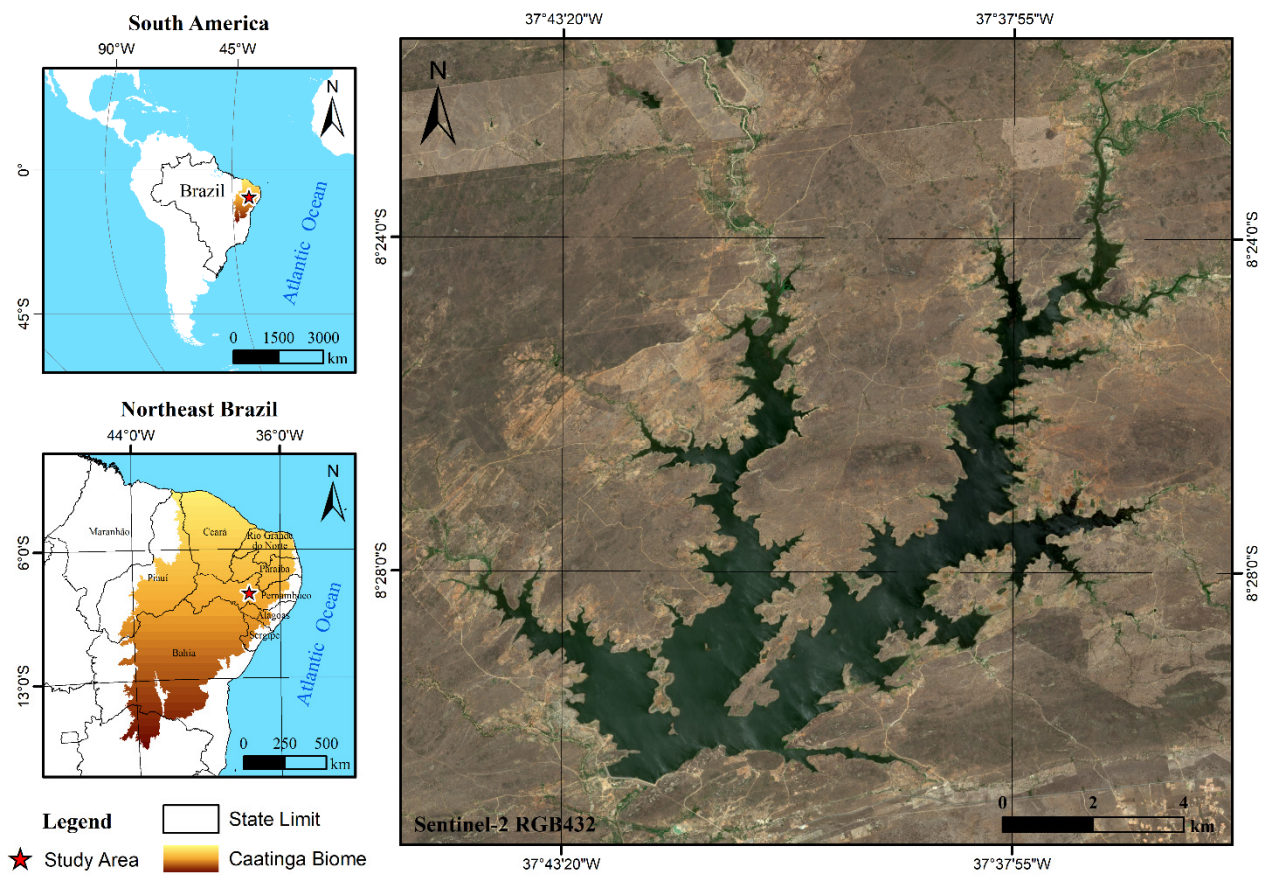 South America
90°W
45°W
N
0°
Brazil
Atlantic Ocean
45°S
0 1500 3000
km
Northeast Brazil
44°0'W
36°0'W
N
Maranhão
Ceará
Rio Grande
do Norte
Paraíba
Piauí
Pernambuco
Alagoas
Sergipe
Bahia
6°0'S
13°0'S
Atlantic Ocean
0 250 500
km
Legend
State Limit
Study Area
Caatinga Biome
37°43'20"W
37°37'55"W
N
8°24'0"S
8°24'0"S
8°28'0"S
8°28'0"S
0 2 4
km
Sentinel-2 RGB432
37°43'20"W
37°37'55"W